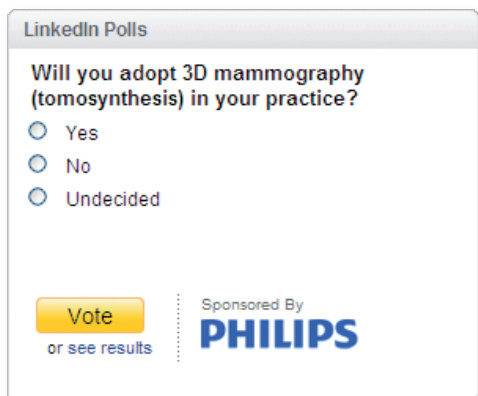 LinkedIn Polls
Will you adopt 3D mammography
(tomosynthesis) in your practice?
Yes
No
Undecided
Vote
or see results
Sponsored By
PHILIPS